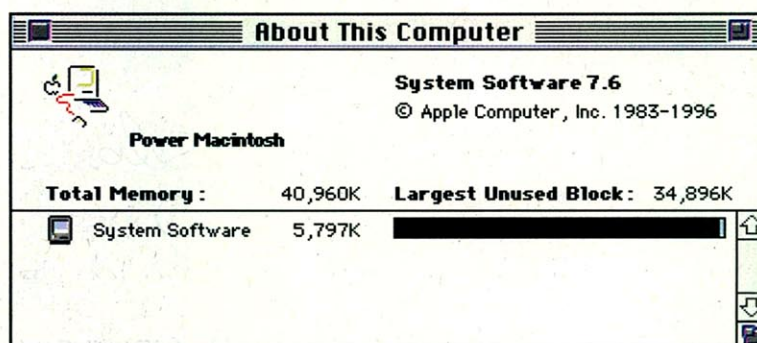 About This Computer
System Software 7.6
© Apple Computer, Inc. 1983-1996
Power Macintosh
Total Memory : 40,960K Largest Unused Block : 34,896K
System Software 5,797K